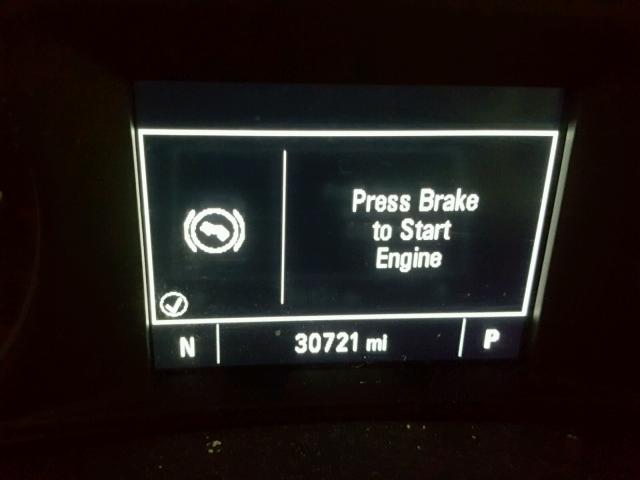 Press Brake
to Start
Engine
N 30721 mi P